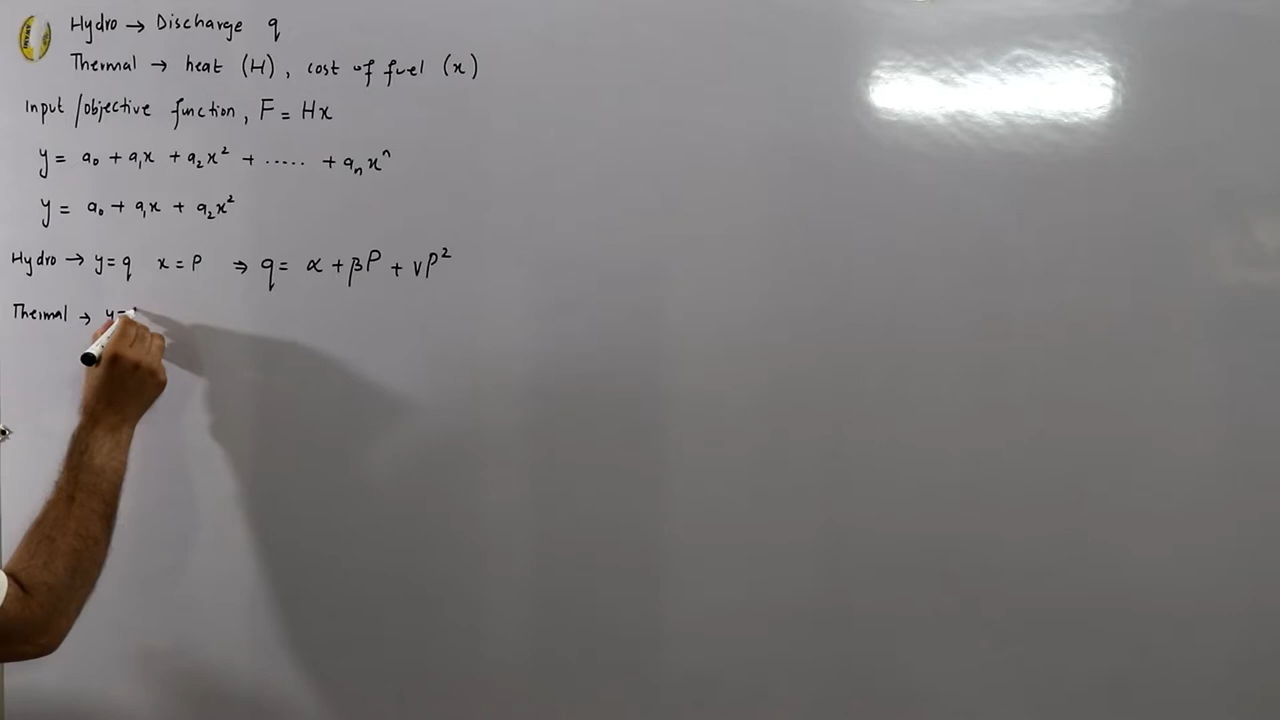 Hydro → Discharge q
Thermal → heat (H), cost of fuel (x)
Input/objective function, F = Hx
y = a₀ + a₁x + a₂x² + ..... + aₙxⁿ
y = a₀ + a₁x + a₂x²
Hydro → y = q x = P ⇒ q = α + βP + γP²
Thermal → y =